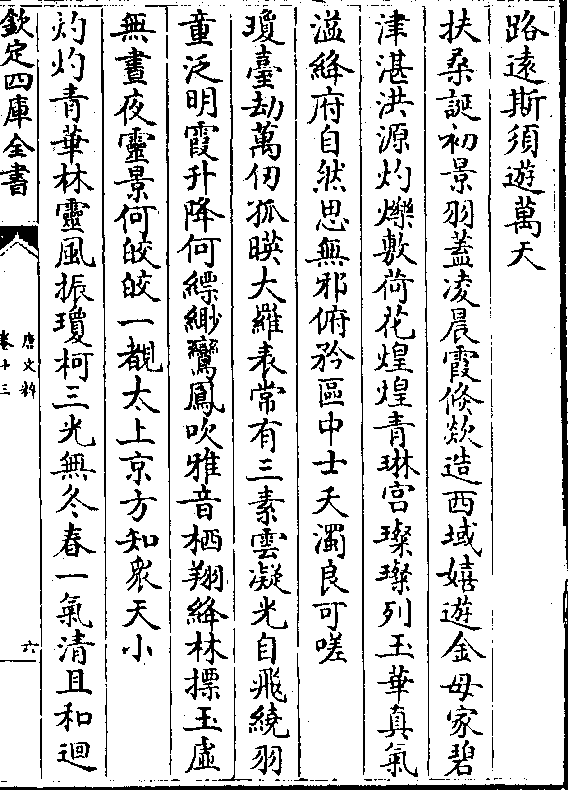 路遠斯須遊萬天
扶桑誕初景羽蓋凌晨霞倏欻造西域嬉遊金母家碧
津湛洪源灼爍敷荷花煌煌青琳宮璨璨列玉華真氣
溢絳府自然思無邪俯矜區中士夭濁良可嗟
瓊臺劫萬仞孤映大羅表常有三素雲凝光自飛繞羽
童泛明霞升降何縹緲鸞鳳吹雅音栖翔絳林摽玉虛
無晝夜靈景何皎皎一覩太上京方知衆天小
灼灼青華林靈風振瓊柯三光無冬春一氣清且和迴
欽定四庫全書
唐文粹
卷十三
六